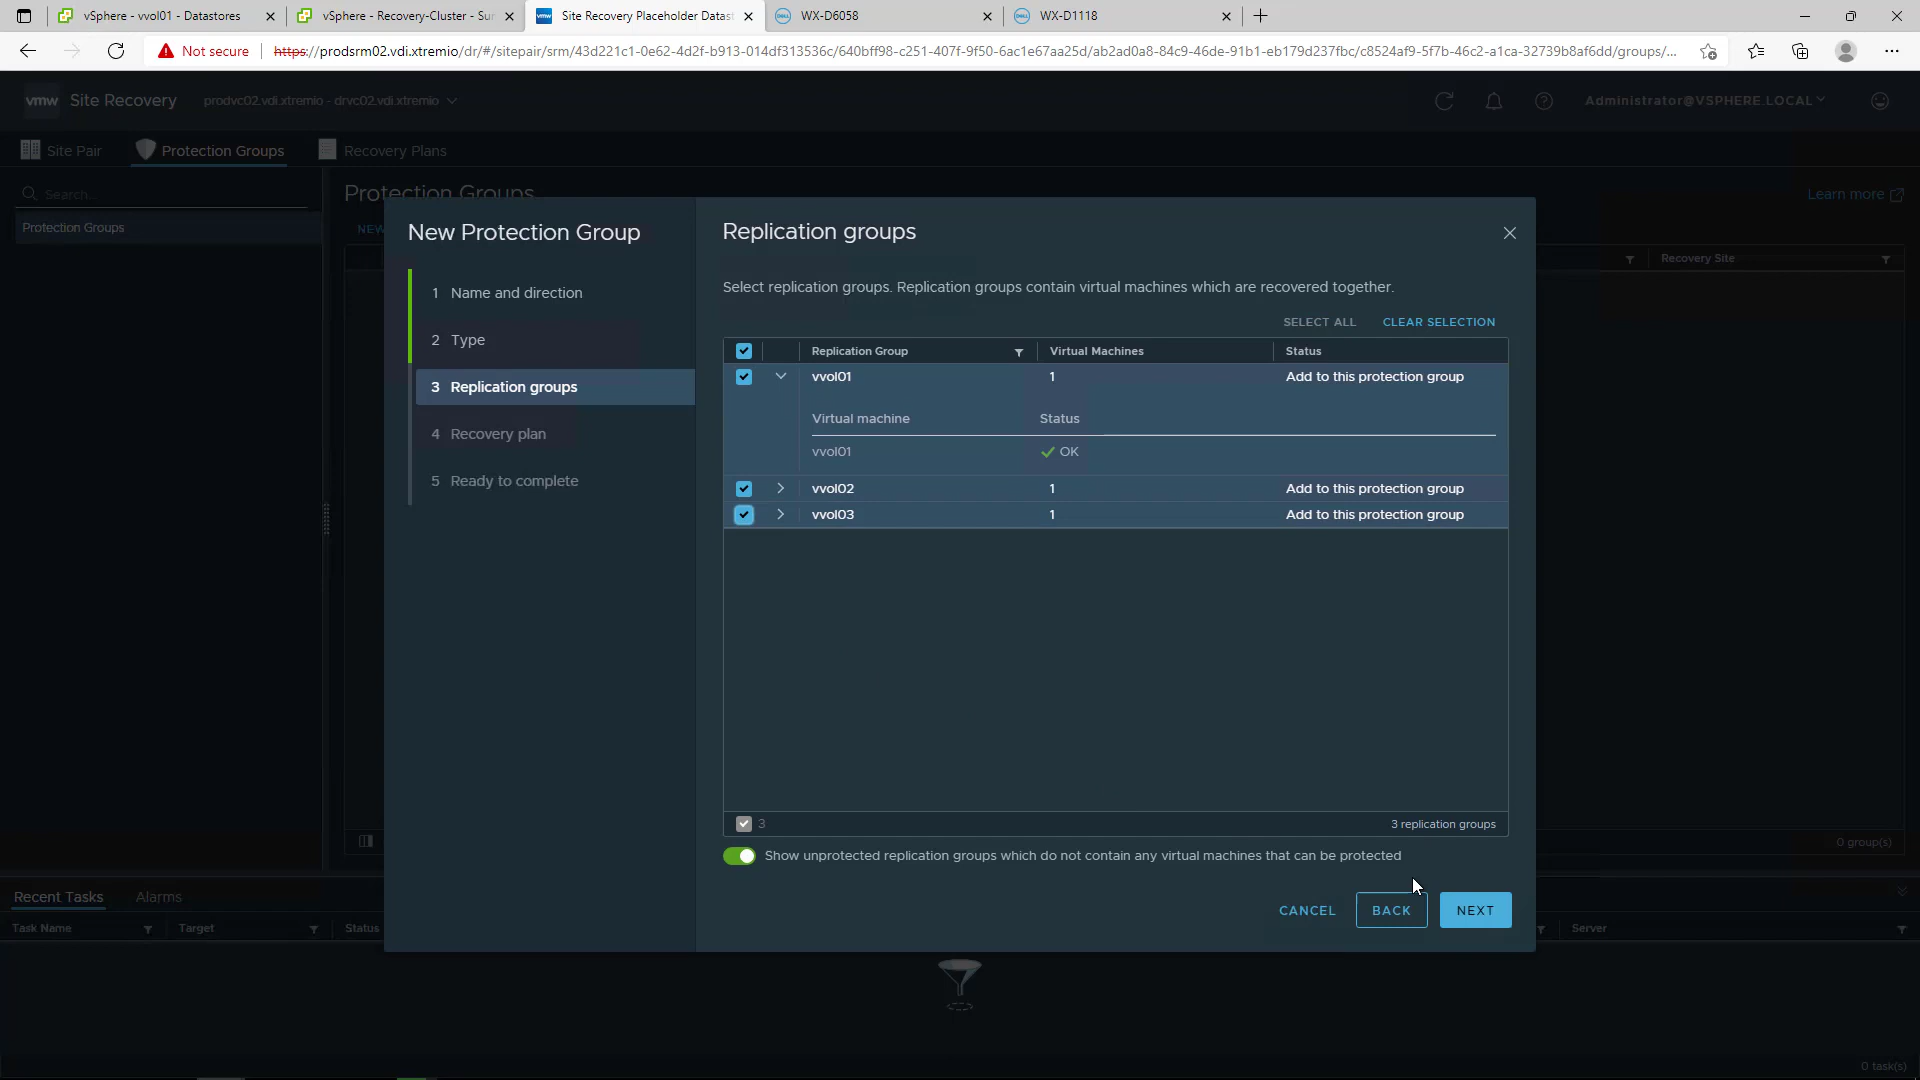 vSphere - vvol01 - Datastores
vSphere - Recovery-Cluster - Sur
Site Recovery Placeholder Datast
WX-D6058
WX-D1118
Not secure
https://prodsrm02.vdi.xtremio/dr/#/sitepair/srm/43d221c1-0e62-4d2f-b913-014df313536c/640bff98-c251-407f-9f50-6ac1e67aa25d/ab2ad0a8-84c9-46de-91b1-eb179d237fbc/c8524af9-5f7b-46c2-a1ca-32739b8af6dd/groups/...
vmw Site Recovery
prodvc02.vdi.xtremio - drvc02.vdi.xtremio
Administrator@VSPHERE.LOCAL
Site Pair
Protection Groups
Recovery Plans
Search...
Protection Groups
Learn more
Protection Groups
NEW
Recovery Site
New Protection Group
1 Name and direction
2 Type
3 Replication groups
4 Recovery plan
5 Ready to complete
Replication groups
Select replication groups. Replication groups contain virtual machines which are recovered together.
SELECT ALL CLEAR SELECTION
Replication Group Virtual Machines Status
vvol01 1 Add to this protection group
Virtual machine Status
vvol01 OK
vvol02 1 Add to this protection group
vvol03 1 Add to this protection group
3
3 replication groups
Show unprotected replication groups which do not contain any virtual machines that can be protected
CANCEL BACK NEXT
0 group(s)
Recent Tasks Alarms
Task Name Target Status Server
0 task(s)